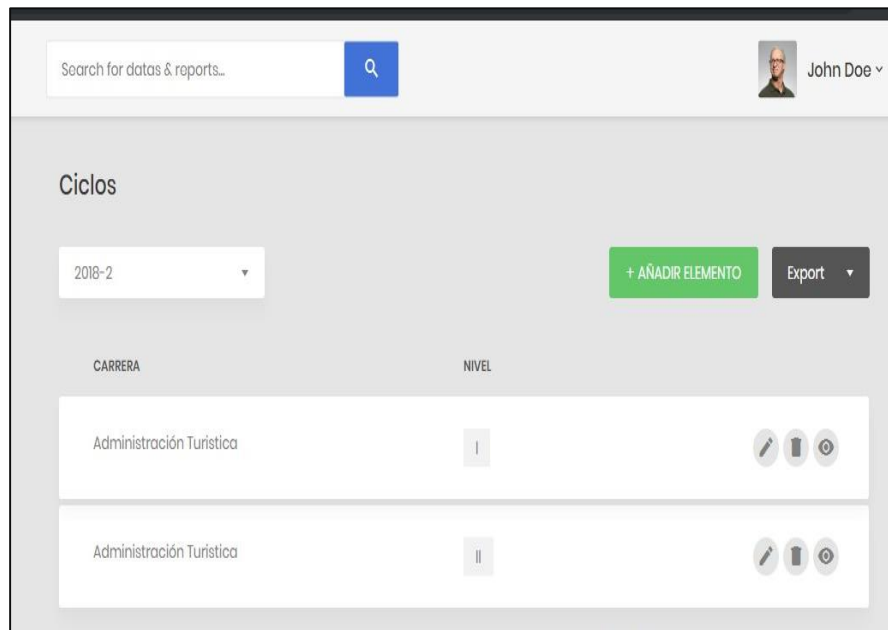 Search for datas & reports...
John Doe
Ciclos
2018-2
+ AÑADIR ELEMENTO
Export
CARRERA
NIVEL
Administración Turistica
I
Administración Turistica
II